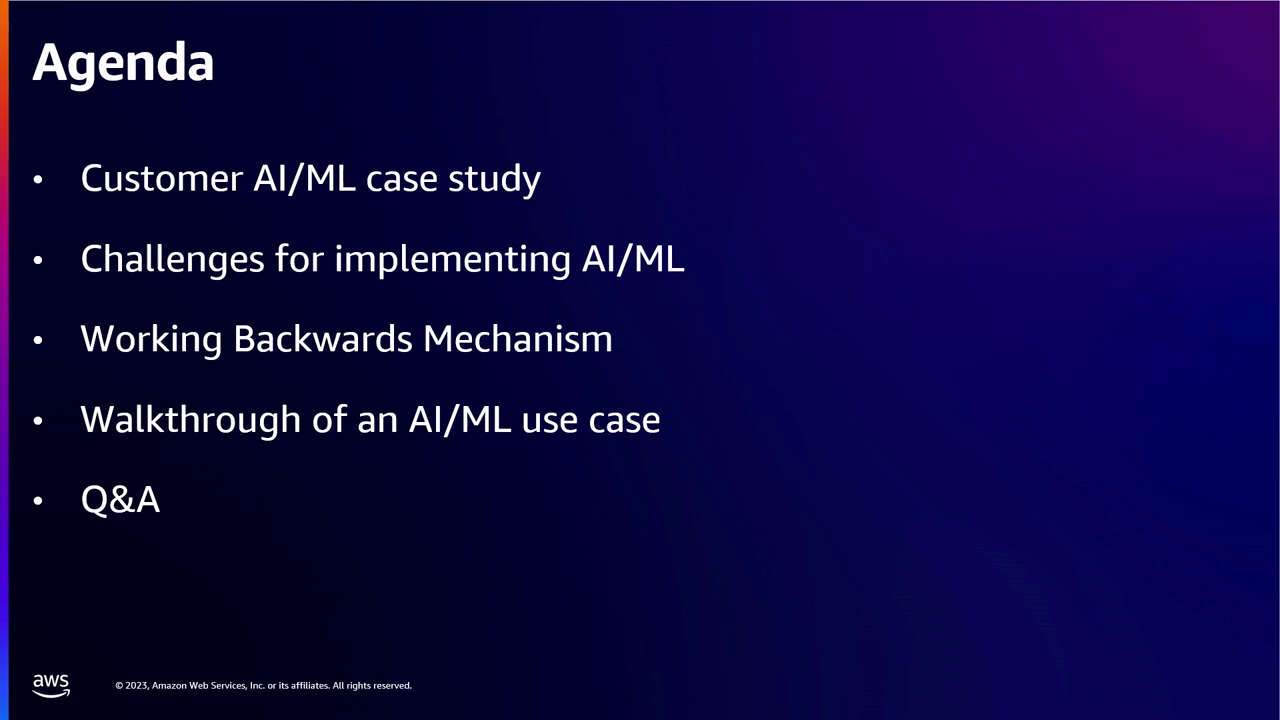 Agenda
• Customer AI/ML case study
• Challenges for implementing AI/ML
• Working Backwards Mechanism
• Walkthrough of an AI/ML use case
• Q&A
aws
© 2023, Amazon Web Services, Inc. or its affiliates. All rights reserved.